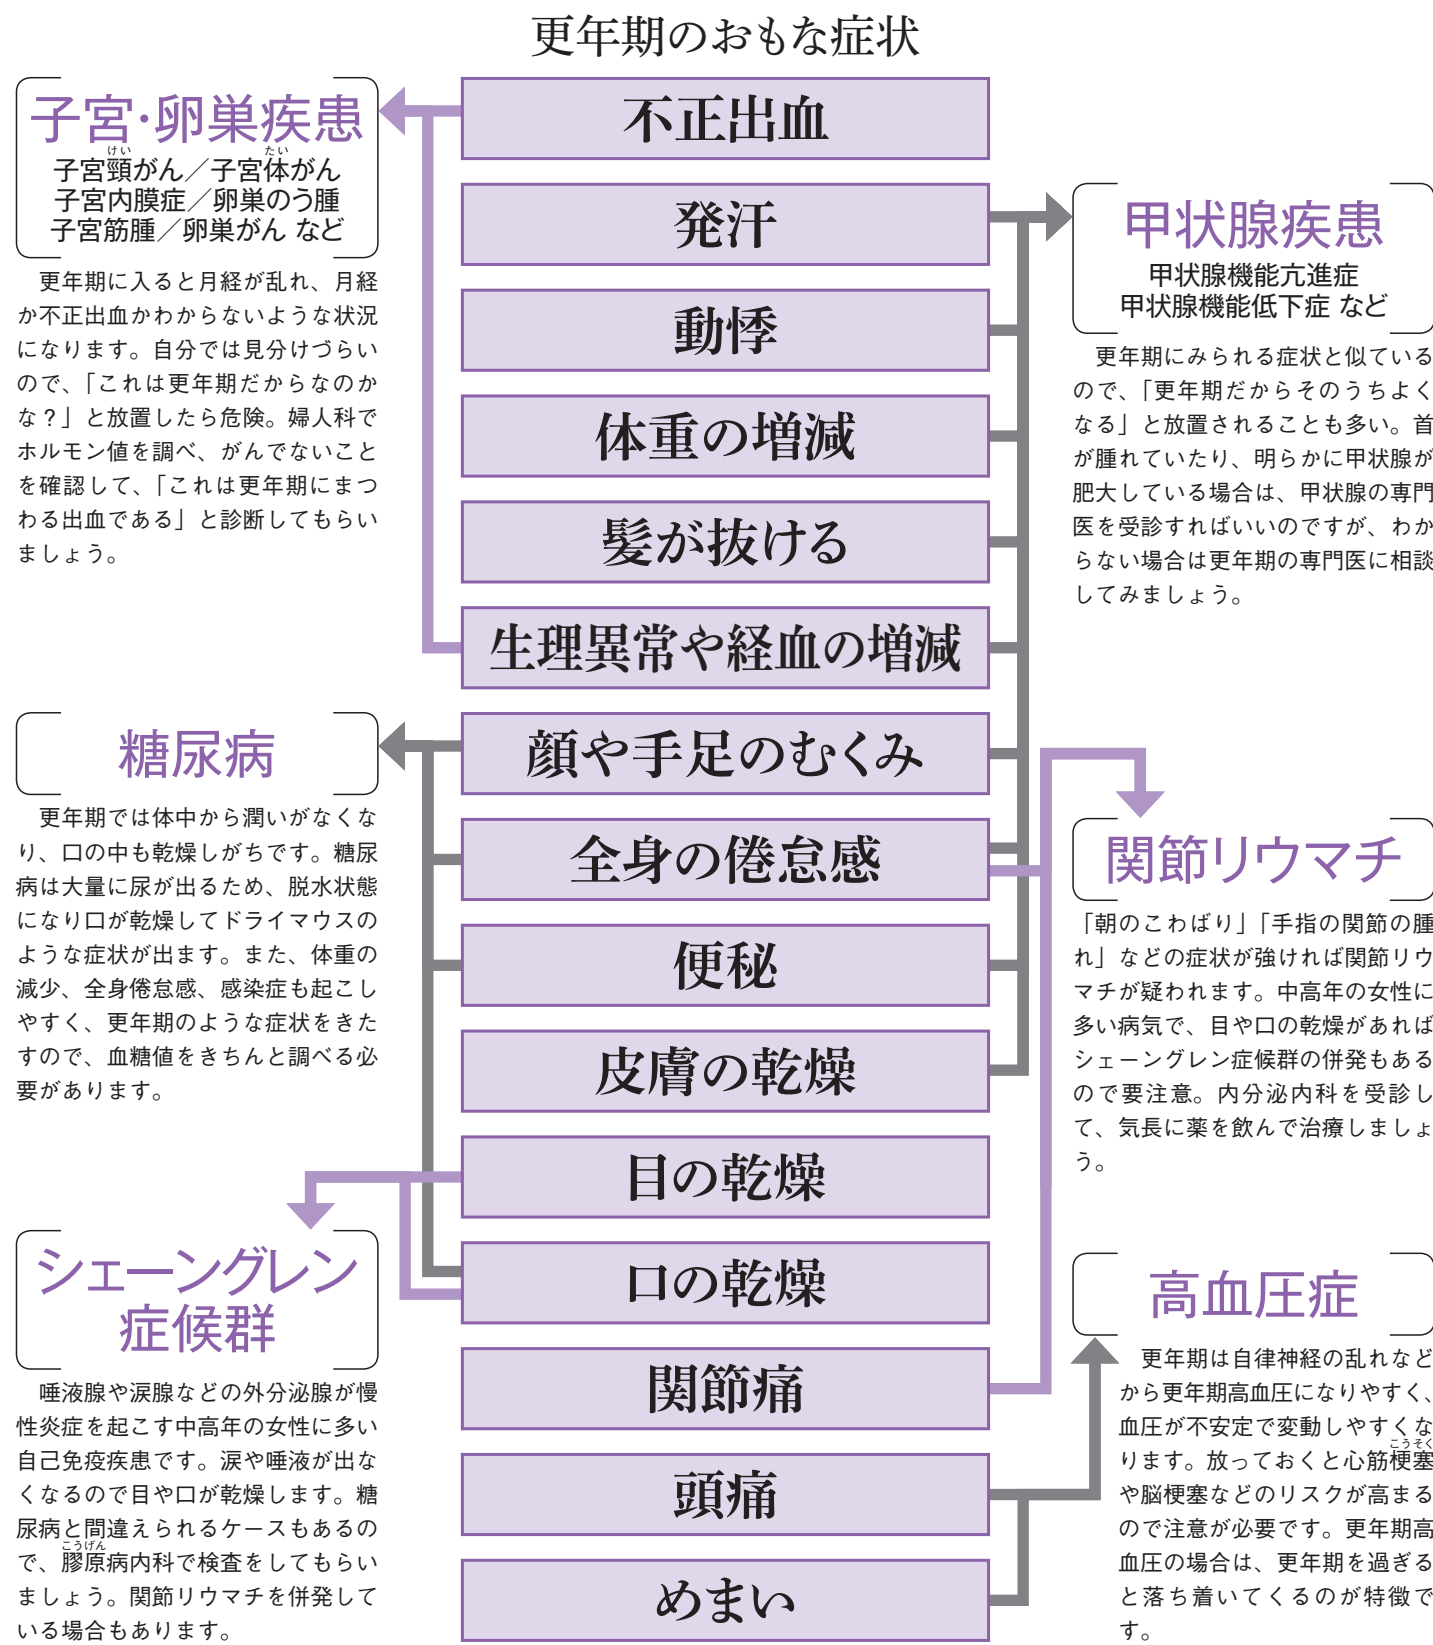 更年期のおもな症状
子宮・卵巣疾患
けい
たい
子宮頸がん／子宮体がん
子宮内膜症／卵巣のう腫
子宮筋腫／卵巣がん など
更年期に入ると月経が乱れ、月経
か不正出血かわからないような状況
になります。自分では見分けづらい
ので、「これは更年期だからなのか
な？」と放置したら危険。婦人科で
ホルモン値を調べ、がんでないこと
を確認して、「これは更年期にまつ
わる出血である」と診断してもらい
ましょう。
糖尿病
更年期では体中から潤いがなくな
り、口の中も乾燥しがちです。糖尿
病は大量に尿が出るため、脱水状態
になり口が乾燥してドライマウスの
ような症状が出ます。また、体重の
減少、全身倦怠感、感染症も起こし
やすく、更年期のような症状をきた
すので、血糖値をきちんと調べる必
要があります。
シェーングレン
症候群
唾液腺や涙腺などの外分泌腺が慢
性炎症を起こす中高年の女性に多い
自己免疫疾患です。涙や唾液が出な
くなるので目や口が乾燥します。糖
尿病と間違えられるケースもあるの
こうげん
で、膠原病内科で検査をしてもらい
ましょう。関節リウマチを併発して
いる場合もあります。
不正出血
発汗
動悸
体重の増減
髪が抜ける
生理異常や経血の増減
顔や手足のむくみ
全身の倦怠感
便秘
皮膚の乾燥
目の乾燥
口の乾燥
関節痛
頭痛
めまい
甲状腺疾患
甲状腺機能亢進症
甲状腺機能低下症 など
更年期にみられる症状と似ている
ので、「更年期だからそのうちよく
なる」と放置されることも多い。首
が腫れていたり、明らかに甲状腺が
肥大している場合は、甲状腺の専門
医を受診すればいいのですが、わか
らない場合は更年期の専門医に相談
してみましょう。
関節リウマチ
「朝のこわばり」「手指の関節の腫
れ」などの症状が強ければ関節リウ
マチが疑われます。中高年の女性に
多い病気で、目や口の乾燥があれば
シェーングレン症候群の併発もある
ので要注意。内分泌内科を受診し
て、気長に薬を飲んで治療しましょ
う。
高血圧症
更年期は自律神経の乱れなど
から更年期高血圧になりやすく、
血圧が不安定で変動しやすくな
こうそく
ります。放っておくと心筋梗塞
や脳梗塞などのリスクが高まる
ので注意が必要です。更年期高
血圧の場合は、更年期を過ぎる
と落ち着いてくるのが特徴で
す。